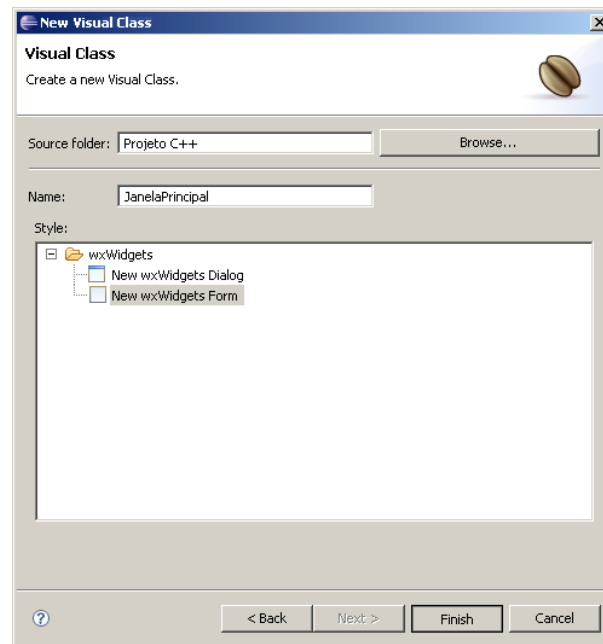 New Visual Class
Visual Class
Create a new Visual Class.
Source folder: Projeto C++ Browse...
Name: JanelaPrincipal
Style:
wxWidgets
New wxWidgets Dialog
New wxWidgets Form
? < Back Next > Finish Cancel